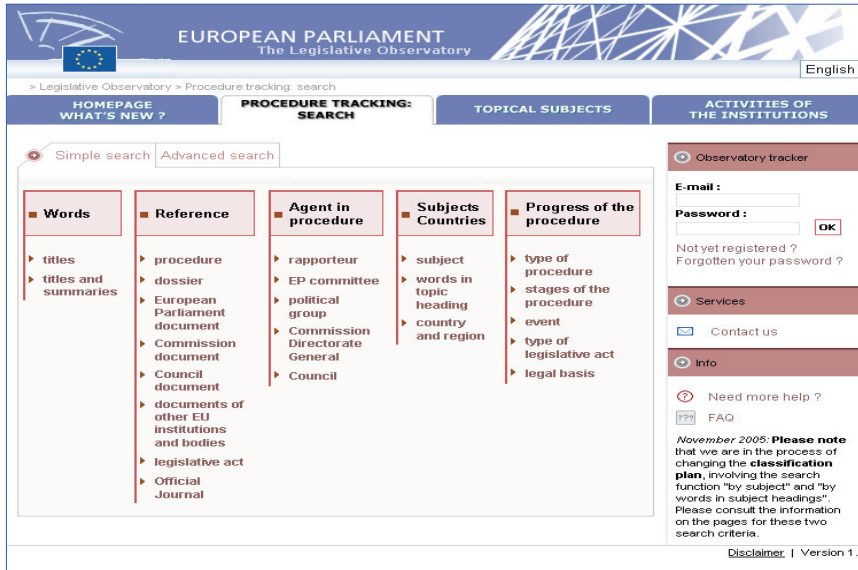 EUROPEAN PARLIAMENT
The Legislative Observatory
English
> Legislative Observatory > Procedure tracking: search
HOMEPAGE
WHAT'S NEW ?
PROCEDURE TRACKING:
SEARCH
TOPICAL SUBJECTS
ACTIVITIES OF
THE INSTITUTIONS
Simple search
Advanced search
Words
titles
titles and
summaries
Reference
procedure
dossier
European
Parliament
document
Commission
document
Council
document
documents of
other EU
institutions
and bodies
legislative act
Official
Journal
Agent in
procedure
rapporteur
EP committee
political
group
Commission
Directorate
General
Council
Subjects
Countries
subject
words in
topic
heading
country
and region
Progress of the
procedure
type of
procedure
stages of the
procedure
event
type of
legislative act
legal basis
Observatory tracker
E-mail :
Password :
OK
Not yet registered ?
Forgotten your password ?
Services
Contact us
Info
Need more help ?
??? FAQ
November 2005: Please note
that we are in the process of
changing the classification
plan, involving the search
function "by subject" and "by
words in subject headings".
Please consult the information
on the pages for these two
search criteria.
Disclaimer | Version 1.